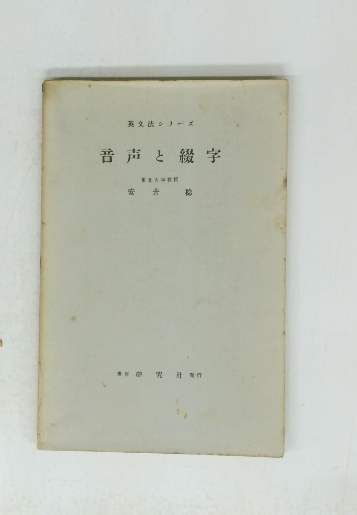 英文法シリーズ
音声と綴字
東北大学教授
安井 稔
東京 研究社 発行